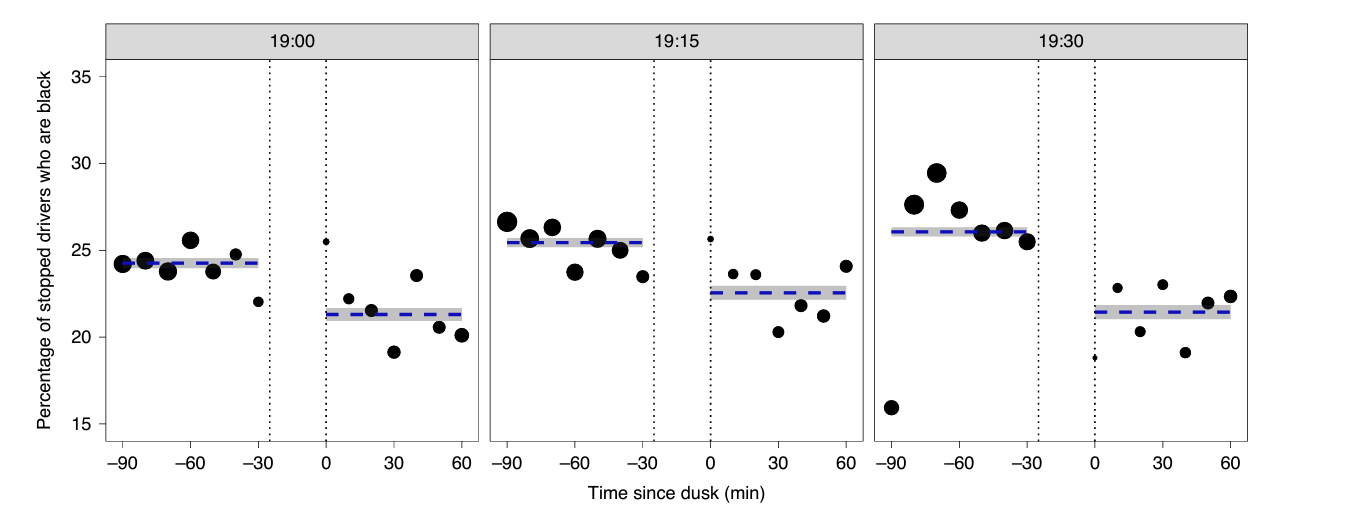 19:00 19:15 19:30
Percentage of stopped drivers who are black
35
30
25
20
15
–90 –60 –30 0 30 60 –90 –60 –30 0 30 60 –90 –60 –30 0 30 60
Time since dusk (min)